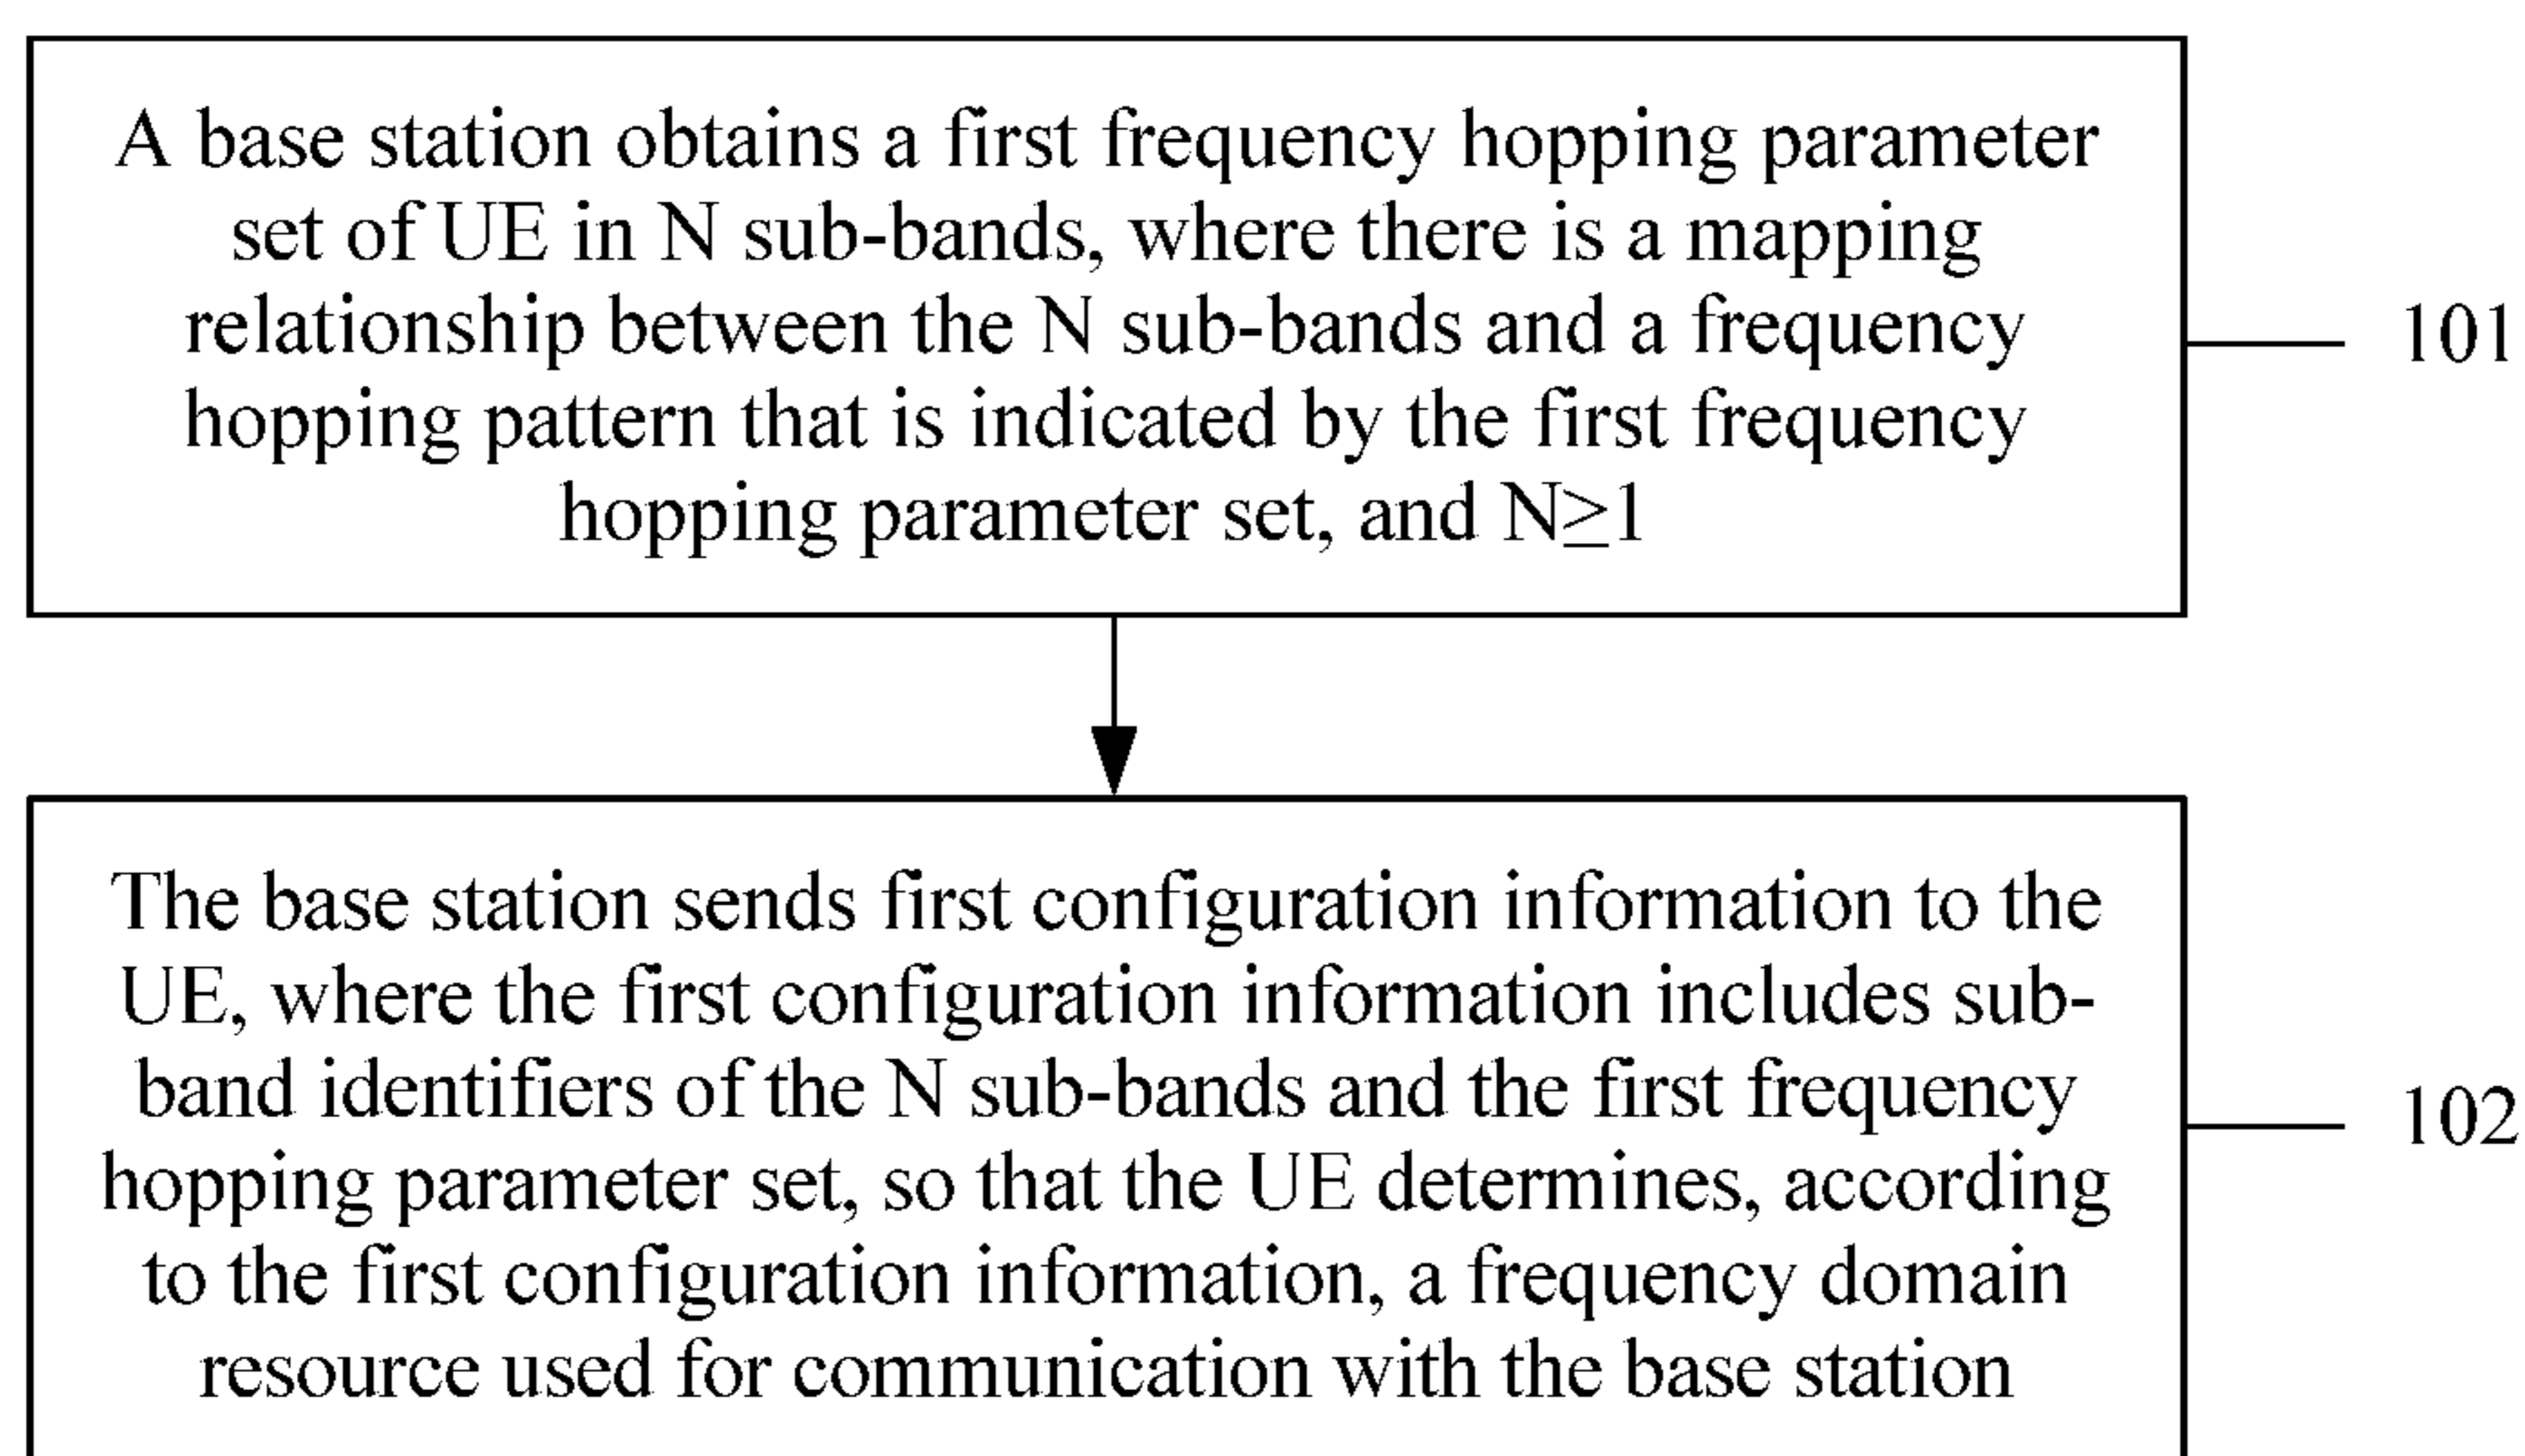 A base station obtains a first frequency hopping parameter
set of UE in N sub-bands, where there is a mapping
relationship between the N sub-bands and a frequency
hopping pattern that is indicated by the first frequency
hopping parameter set, and N≥1
101
The base station sends first configuration information to the
UE, where the first configuration information includes sub-
band identifiers of the N sub-bands and the first frequency
hopping parameter set, so that the UE determines, according
to the first configuration information, a frequency domain
resource used for communication with the base station
102